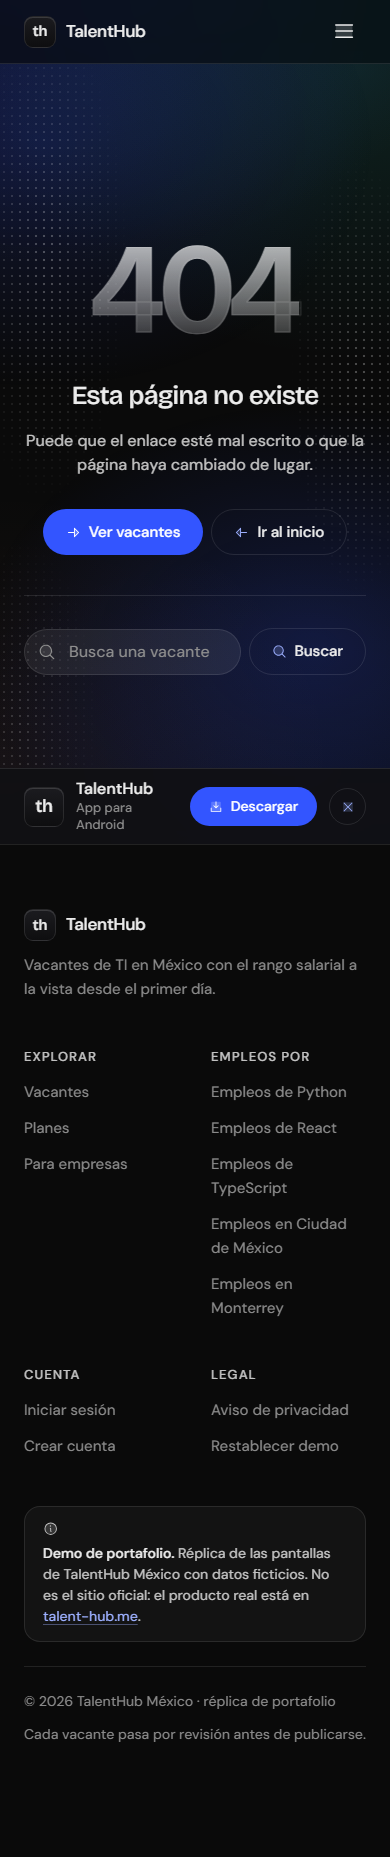 th TalentHub
404
Esta página no existe
Puede que el enlace esté mal escrito o que la
página haya cambiado de lugar.
Ver vacantes
Ir al inicio
Busca una vacante
Buscar
th
TalentHub
App para
Android
Descargar
th TalentHub
Vacantes de TI en México con el rango salarial a
la vista desde el primer día.
EXPLORAR
Vacantes
Planes
Para empresas
EMPLEOS POR
Empleos de Python
Empleos de React
Empleos de
TypeScript
Empleos en Ciudad
de México
Empleos en
Monterrey
CUENTA
Iniciar sesión
Crear cuenta
LEGAL
Aviso de privacidad
Restablecer demo
Demo de portafolio. Réplica de las pantallas
de TalentHub México con datos ficticios. No
es el sitio oficial: el producto real está en
talent-hub.me.
© 2026 TalentHub México · réplica de portafolio
Cada vacante pasa por revisión antes de publicarse.